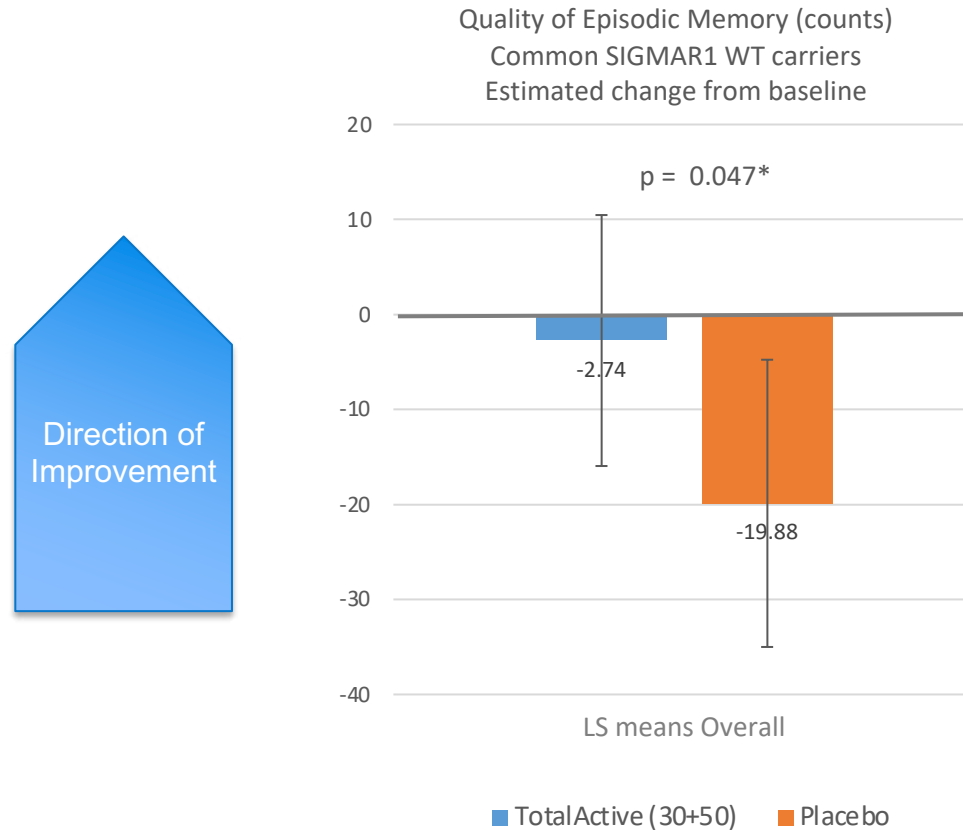 Quality of Episodic Memory (counts)
Common SIGMAR1 WT carriers
Estimated change from baseline
20
p = 0.047*
10
0
-2.74
-10
Direction of
Improvement
-20
-19.88
-30
-40
LS means Overall
TotalActive (30+50) Placebo